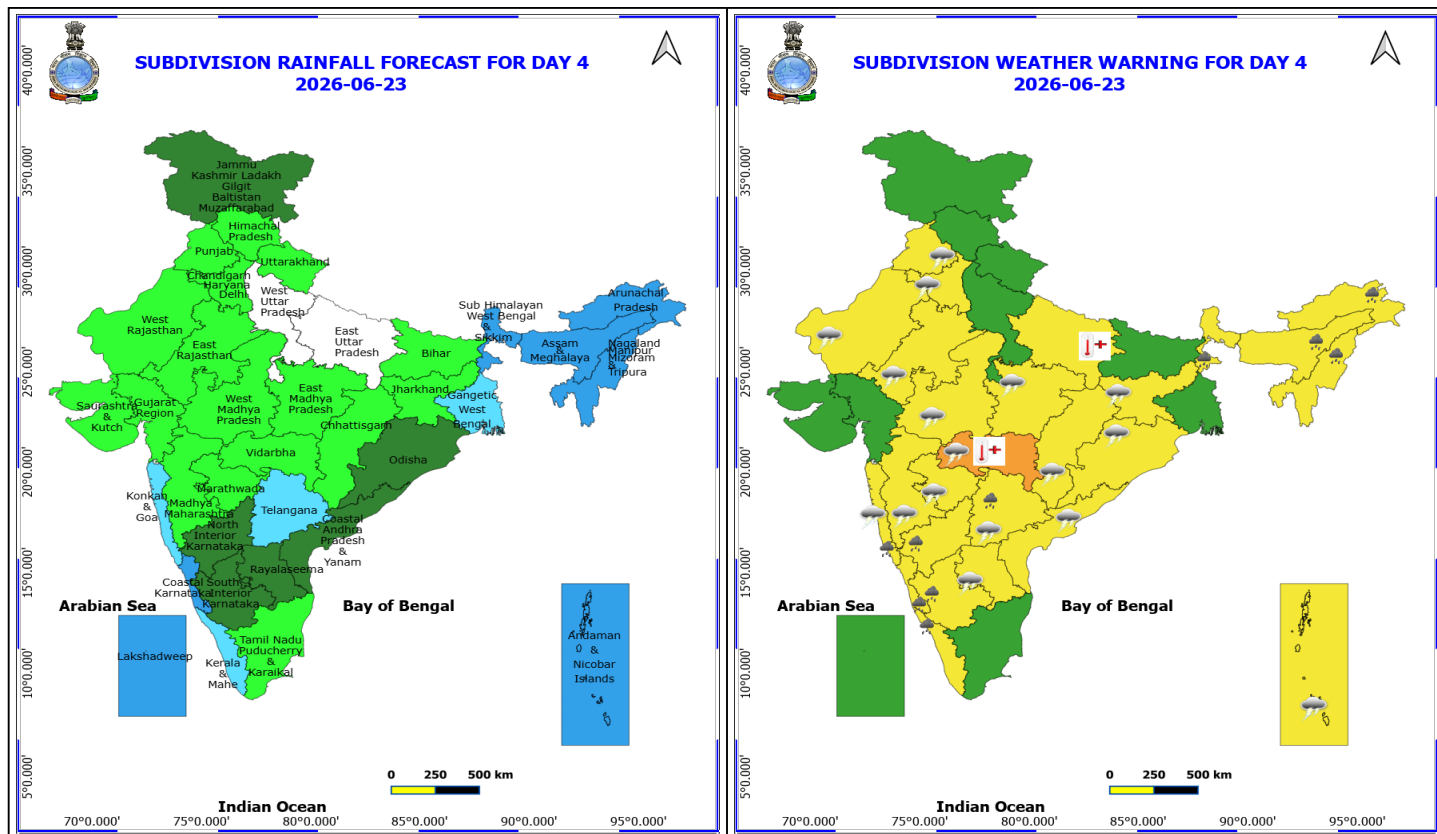 SUBDIVISION RAINFALL FORECAST FOR DAY 4
2026-06-23
40°0.000'
35°0.000'
30°0.000'
25°0.000'
20°0.000'
15°0.000'
10°0.000'
5°0.000'
Jammu
Kashmir Ladakh
Gilgit
Baltistan
Muzaffarabad
Himachal
Pradesh
Punjab
Uttarakhand
Chandigarh
Haryana
Delhi
West
Uttar
Pradesh
West
Rajasthan
East
Rajasthan
East
Uttar
Pradesh
Bihar
Sub Himalayan
West Bengal
&
Sikkim
Arunachal
Pradesh
Assam
&
Meghalaya
Nagaland
Manipur
Mizoram
&
Tripura
Saurashtra
&
Kutch
Gujarat
Region
West
Madhya
Pradesh
East
Madhya
Pradesh
Jharkhand
Gangetic
West
Bengal
Chhattisgarh
Vidarbha
Odisha
Konkan
&
Goa
Madhya
Maharashtra
Marathwada
Telangana
North
Interior
Karnataka
Coastal
Andhra
Pradesh
&
Yanam
Rayalaseema
Coastal
Karnataka
South
Interior
Karnataka
Tamil Nadu
Puducherry
&
Karaikal
Kerala
&
Mahe
Lakshadweep
Andaman
&
Nicobar
Islands
Arabian Sea
Bay of Bengal
Indian Ocean
0 250 500 km
70°0.000' 75°0.000' 80°0.000' 85°0.000' 90°0.000' 95°0.000'
SUBDIVISION WEATHER WARNING FOR DAY 4
2026-06-23
40°0.000'
35°0.000'
30°0.000'
25°0.000'
20°0.000'
15°0.000'
10°0.000'
5°0.000'
Arabian Sea
Bay of Bengal
Indian Ocean
0 250 500 km
70°0.000' 75°0.000' 80°0.000' 85°0.000' 90°0.000' 95°0.000'